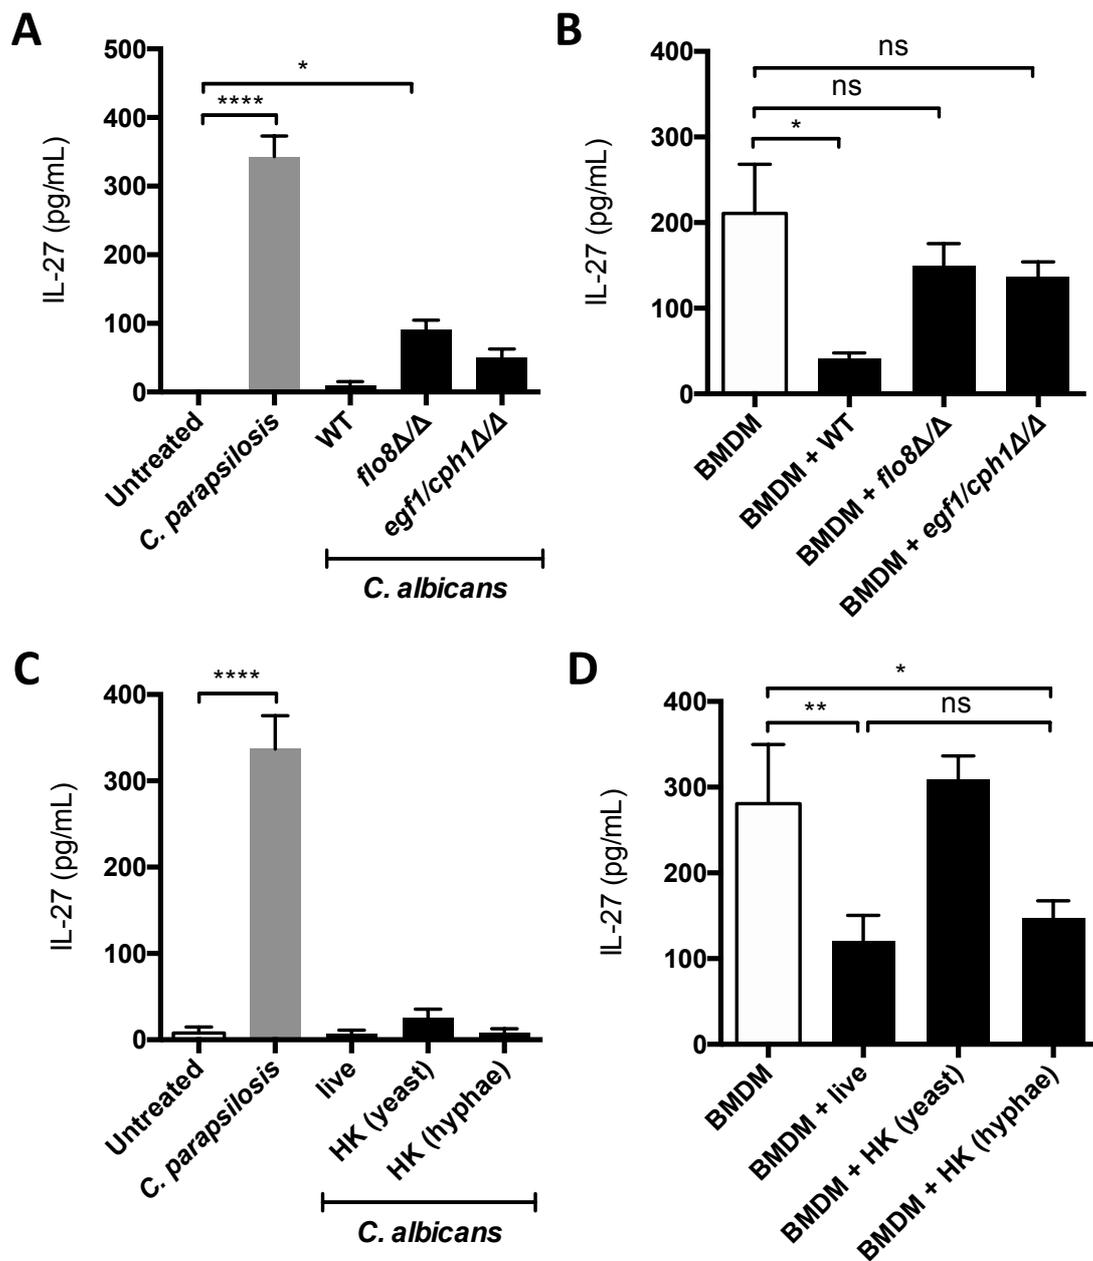 A
500
400
300
200
100
0
IL-27 (pg/mL)
*
****
Untreated
C. parapsilosis
WT
flo8Δ/Δ
egf1/cph1Δ/Δ
C. albicans
B
400
300
200
100
0
IL-27 (pg/mL)
ns
ns
*
BMDM
BMDM + WT
BMDM + flo8Δ/Δ
BMDM + egf1/cph1Δ/Δ
C
400
300
200
100
0
IL-27 (pg/mL)
****
Untreated
C. parapsilosis
live
HK (yeast)
HK (hyphae)
C. albicans
D
400
300
200
100
0
IL-27 (pg/mL)
*
**
ns
BMDM
BMDM + live
BMDM + HK (yeast)
BMDM + HK (hyphae)